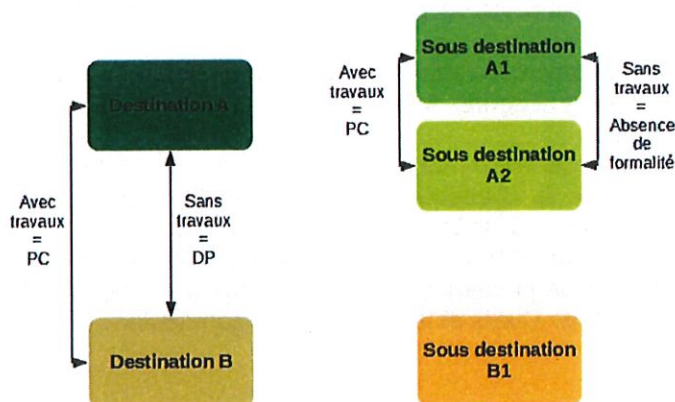 Destination A
Avec
travaux
=
PC
Sans
travaux
=
DP
Destination B
Avec
travaux
=
PC
Sous destination
A1
Sous destination
A2
Sans
travaux
=
Absence
de
formalité
Sous destination
B1